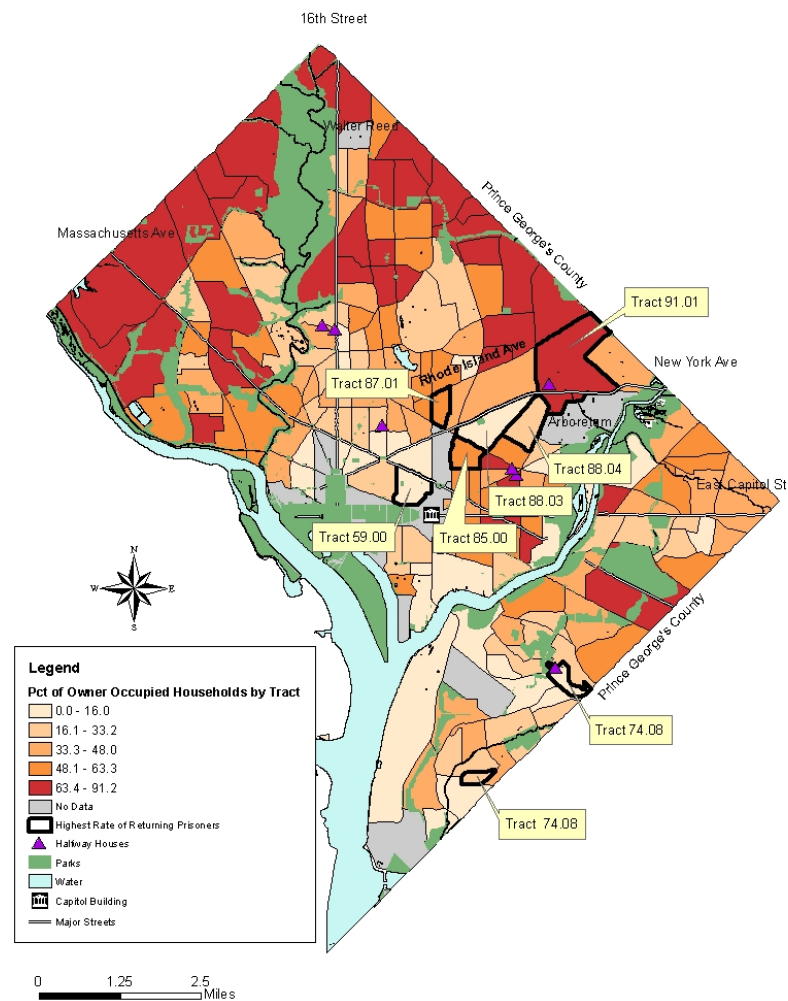 16th Street
Walter Reed
Prince George's County
Massachusetts Ave
Tract 91.01
Rhode Island Ave
New York Ave
Tract 87.01
Arboretum
Tract 88.04
East Capitol St
Tract 88.03
Tract 59.00
Tract 85.00
N
W
E
S
Prince George's County
Legend
Pct of Owner Occupied Households by Tract
0.0 - 16.0
16.1 - 33.2
33.3 - 48.0
48.1 - 63.3
63.4 - 91.2
No Data
Highest Rate of Returning Prisoners
Halfway Houses
Parks
Water
Capitol Building
Major Streets
Tract 74.08
Tract 74.08
0 1.25 2.5
Miles